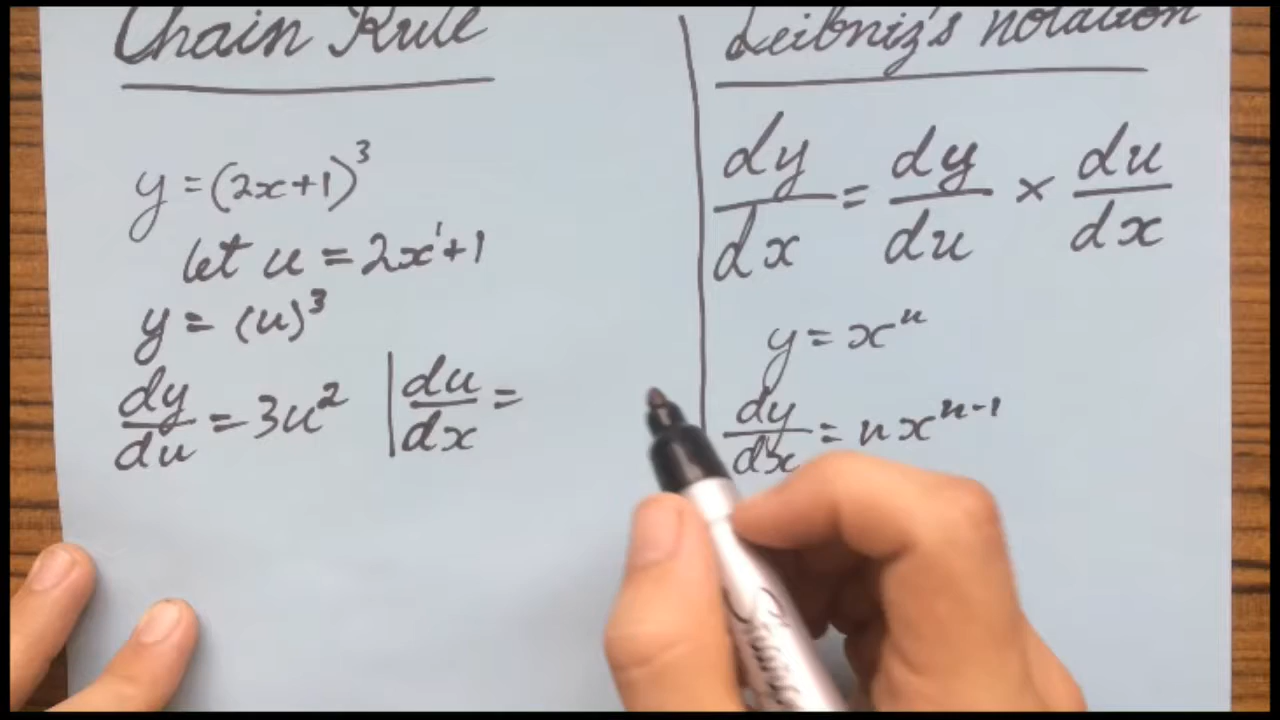 Chain Rule
y = (2x+1)³
let u = 2x¹+1
y = (u)³
dy/du = 3u² | du/dx =
Leibniz's notation
dy/dx = dy/du × du/dx
y = xⁿ
dy/dx = nxⁿ⁻¹